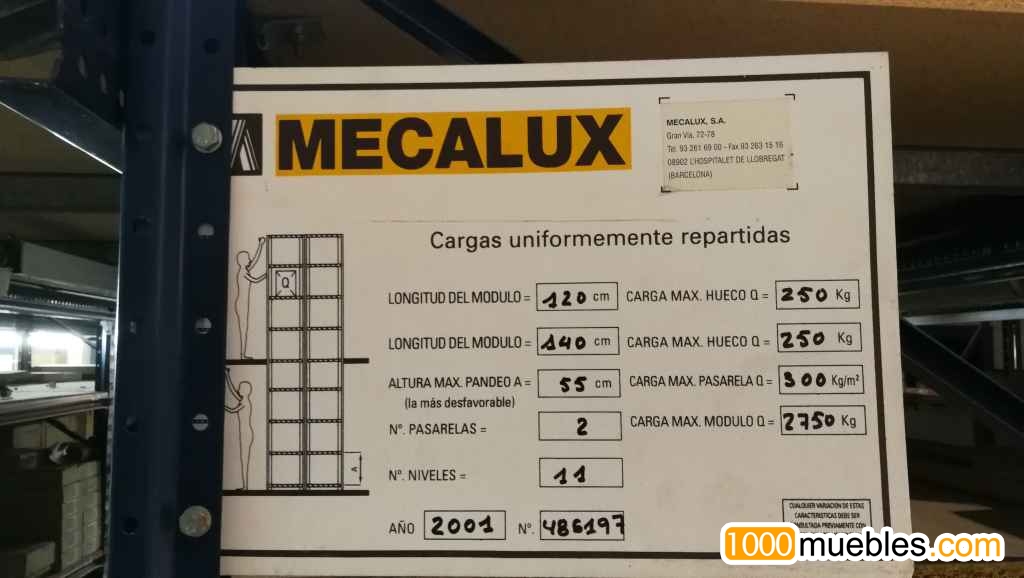 MECALUX
MECALUX, S.A.
Gran Vía, 72-78
Tel. 93 261 69 00 - Fax 93 263 15 16
08902 L'HOSPITALET DE LLOBREGAT
(BARCELONA)
Cargas uniformemente repartidas
Q
LONGITUD DEL MODULO = 120 cm CARGA MAX. HUECO Q = 250 Kg
LONGITUD DEL MODULO = 140 cm CARGA MAX. HUECO Q = 250 Kg
ALTURA MAX. PANDEO A = 55 cm CARGA MAX. PASARELA Q = 300 Kg/m²
(la más desfavorable)
Nº. PASARELAS = 2 CARGA MAX. MODULO Q = 2750 Kg
A
Nº. NIVELES = 11
AÑO 2001 Nº. 486197
CUALQUIER VARIACION DE ESTAS
CARACTERISTICAS DEBE SER
CONSULTADA PREVIAMENTE CON
1000muebles.com